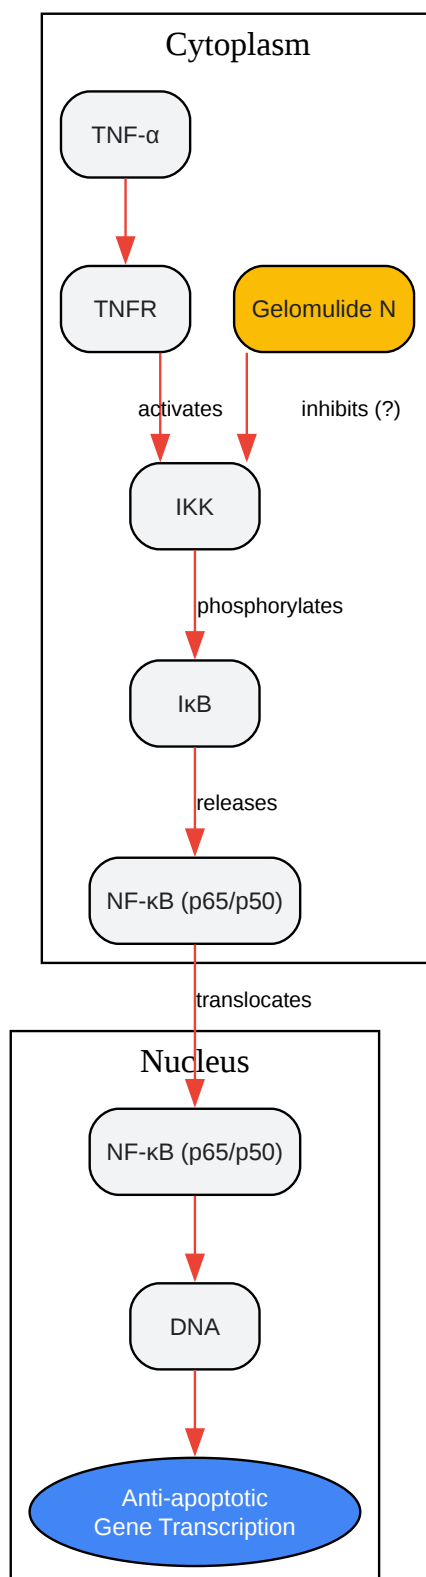 Cytoplasm
TNF-α
TNFR
Gelomulide N
activates
inhibits (?)
IKK
phosphorylates
IκB
releases
NF-κB (p65/p50)
translocates
Nucleus
NF-κB (p65/p50)
DNA
Anti-apoptotic
Gene Transcription